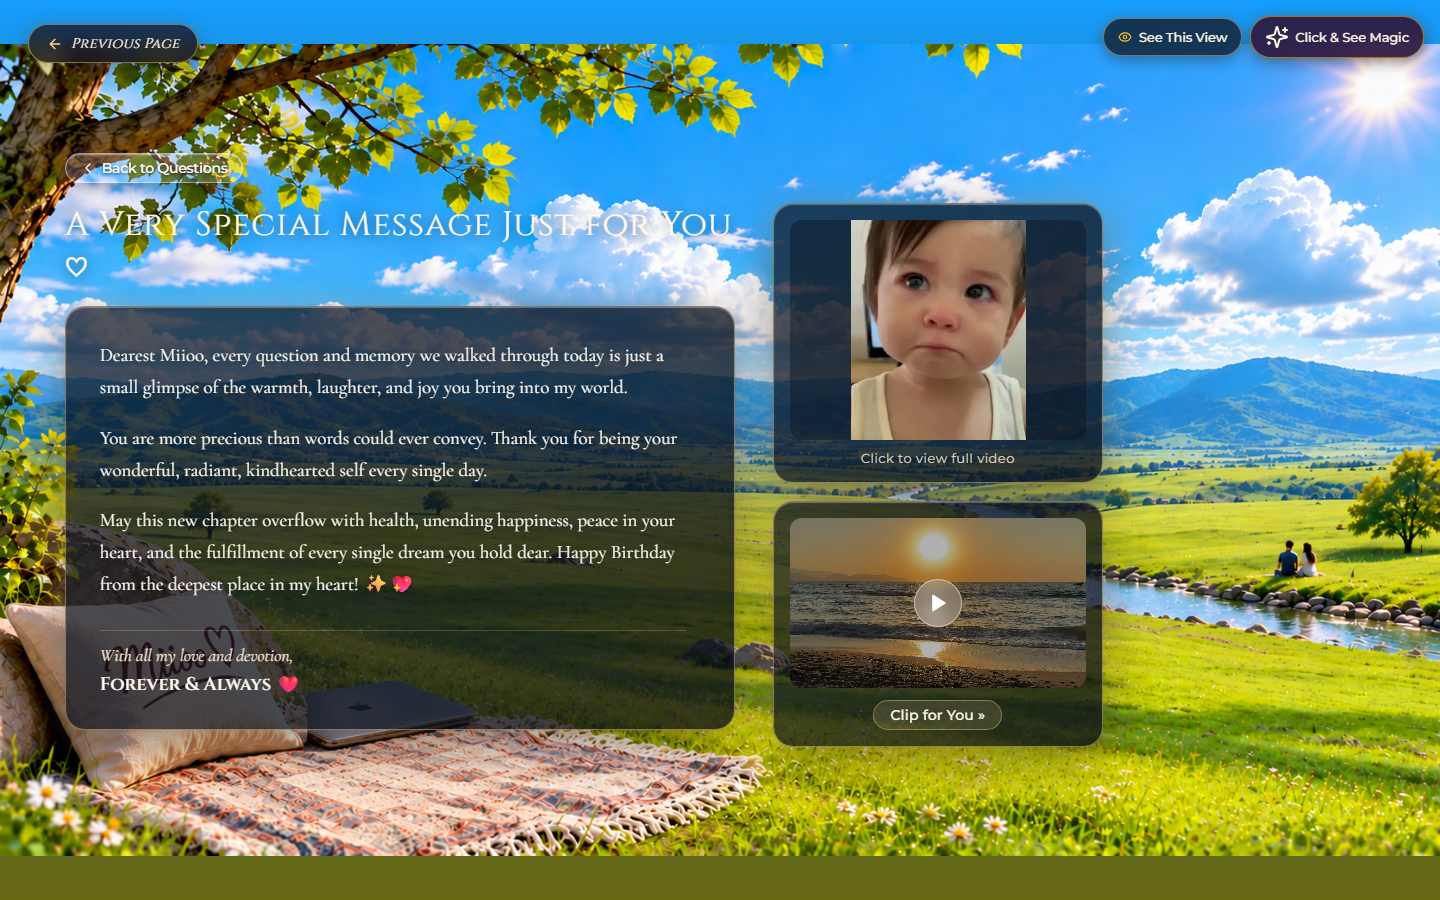 Previous Page
See This View
Click & See Magic
Back to Questions
A Very Special Message Just for You
♡
Dearest Miioo, every question and memory we walked through today is just a
small glimpse of the warmth, laughter, and joy you bring into my world.
You are more precious than words could ever convey. Thank you for being your
wonderful, radiant, kindhearted self every single day.
May this new chapter overflow with health, unending happiness, peace in your
heart, and the fulfillment of every single dream you hold dear. Happy Birthday
from the deepest place in my heart! ✨ 💖
With all my love and devotion,
Forever & Always 💗
Miioo♡
Click to view full video
Clip for You »